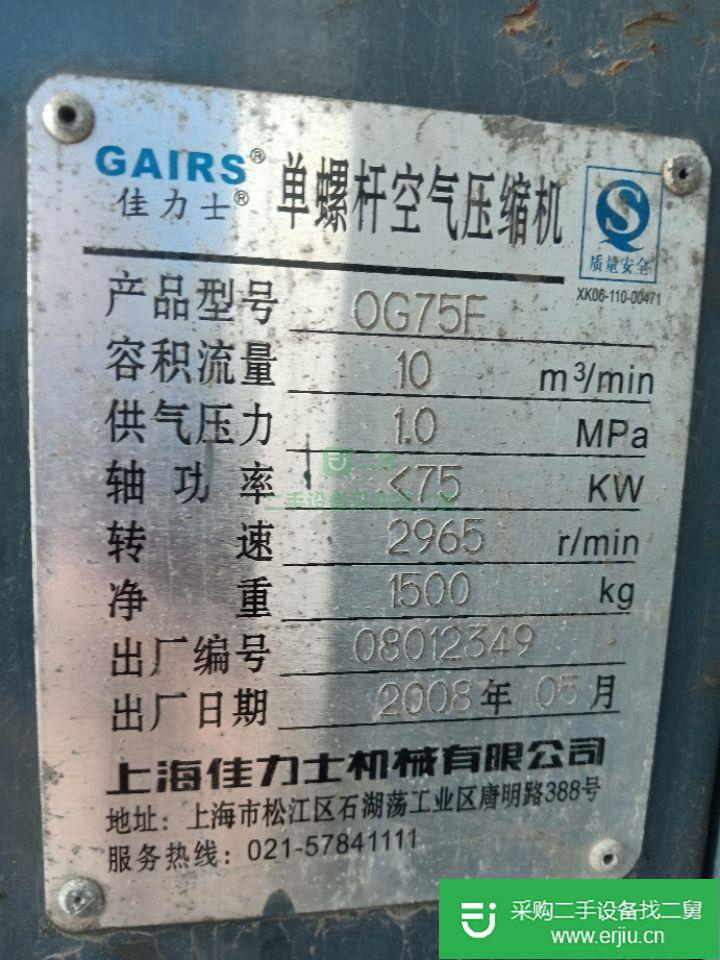 GAIRS®
佳力士®
单螺杆空气压缩机
质量安全
XK06-110-00471
产品型号 OG75F
容积流量 10 m³/min
供气压力 1.0 MPa
轴功率 <75 KW
转速 2965 r/min
净重 1500 kg
出厂编号 08012349
出厂日期 2008年05月
上海佳力士机械有限公司
地址：上海市松江区石湖荡工业区唐明路388号
服务热线：021-57841111
采购二手设备找二舅
www.erjiu.cn